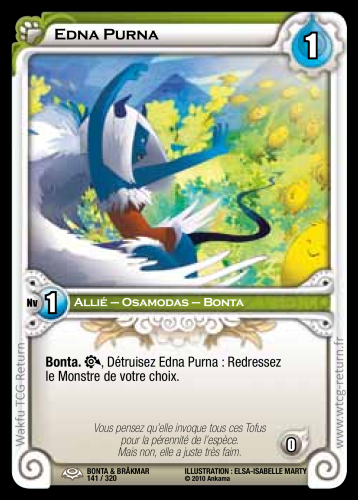 Edna Purna
1
Nv 1
Allié – Osamodas – Bonta
Bonta. , Détruisez Edna Purna : Redressez
le Monstre de votre choix.
Vous pensez qu'elle invoque tous ces Tofus
pour la pérennité de l'espèce.
Mais non, elle a juste très faim.
0
BONTA & BRÂKMAR
141 / 320
ILLUSTRATION : ELSA-ISABELLE MARTY
© 2010 Ankama
Wakfu TCG Return
www.wtcg-return.fr